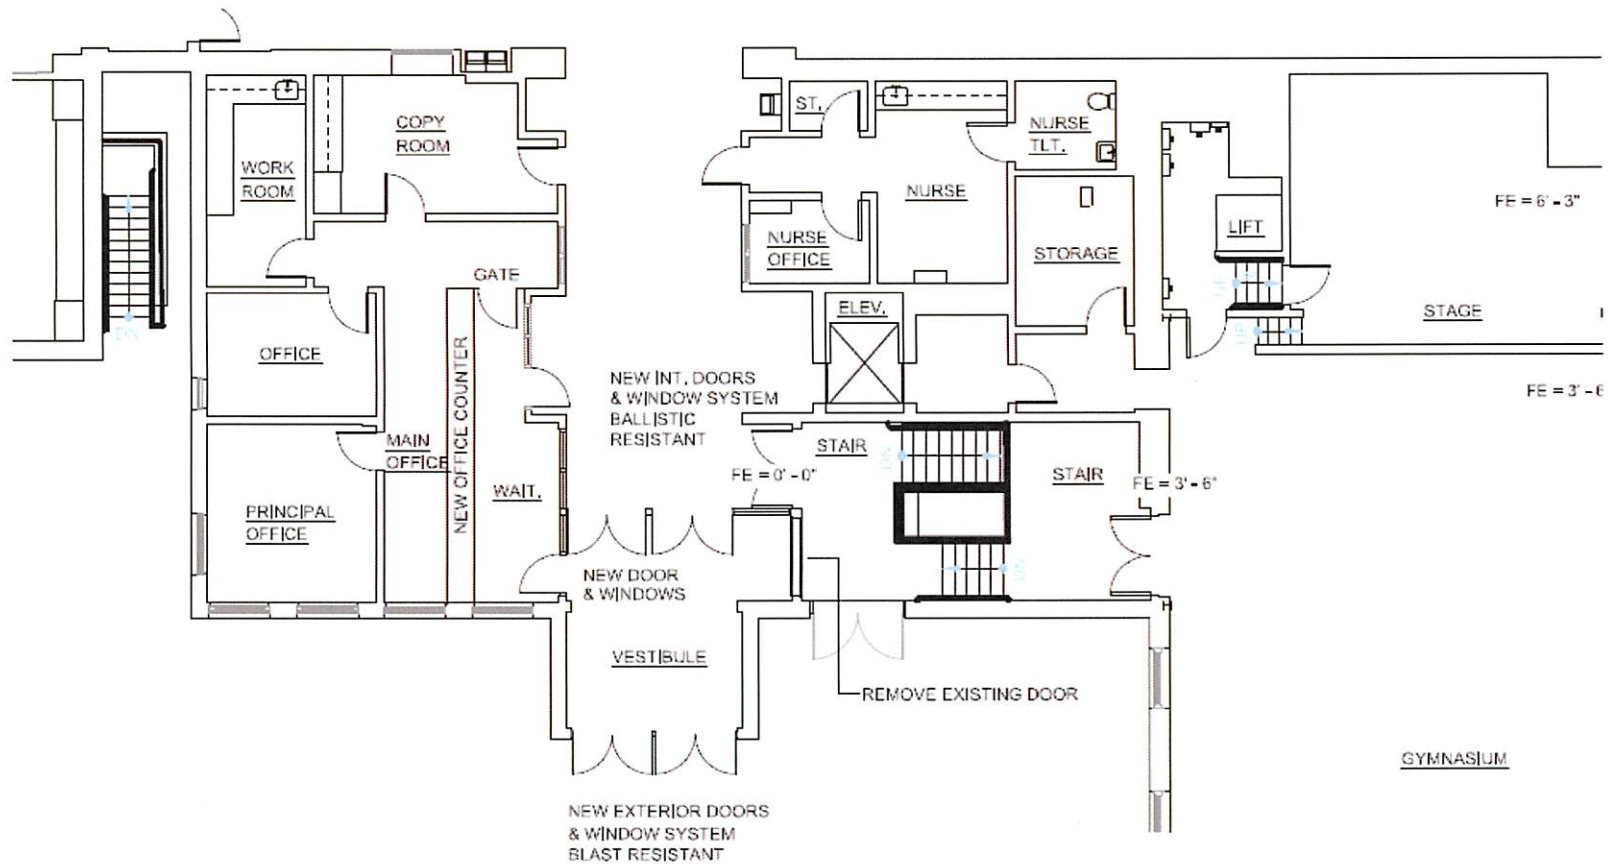 COPY
ROOM
WORK
ROOM
ST.
NURSE
TLT.
NURSE
NURSE
OFFICE
STORAGE
LIFT
FE = 6' - 3"
GATE
ELEV.
UP
UP
STAGE
DN
OFFICE
NEW OFFICE COUNTER
NEW INT. DOORS
& WINDOW SYSTEM
BALLISTIC
RESISTANT
FE = 3' - 6
MAIN
OFFICE
STAIR
DN
STAIR
FE = 0' - 0"
FE = 3' - 6"
WAIT.
PRINCIPAL
OFFICE
NEW DOOR
& WINDOWS
DN
VESTIBULE
REMOVE EXISTING DOOR
GYMNASIUM
NEW EXTERIOR DOORS
& WINDOW SYSTEM
BLAST RESISTANT